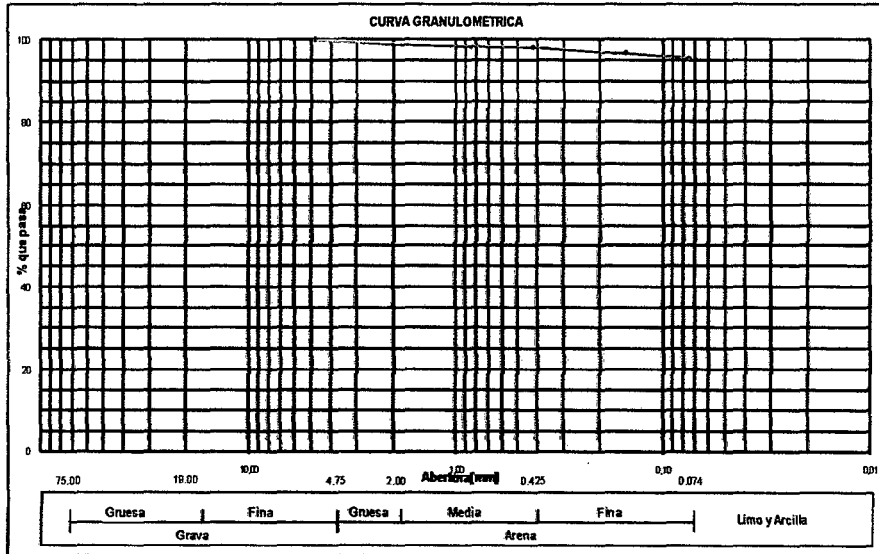 CURVA GRANULOMETRICA
100
80
60
40
20
0
% que pasa
10,00 1,00 0,10 0,01
75.00 19.00 4.75 2.00 Abertura[mm] 0.425 0.074
Gruesa Fina Gruesa Media Fina Limo y Arcilla
Grava Arena